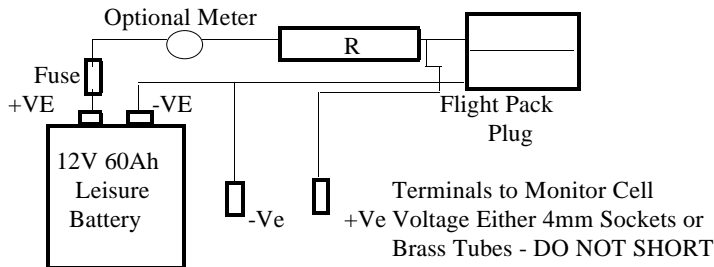 Optional Meter
R
Fuse
+VE
-VE
Flight Pack
Plug
12V 60Ah
Leisure
Battery
-Ve
Terminals to Monitor Cell
+Ve Voltage Either 4mm Sockets or
Brass Tubes - DO NOT SHORT